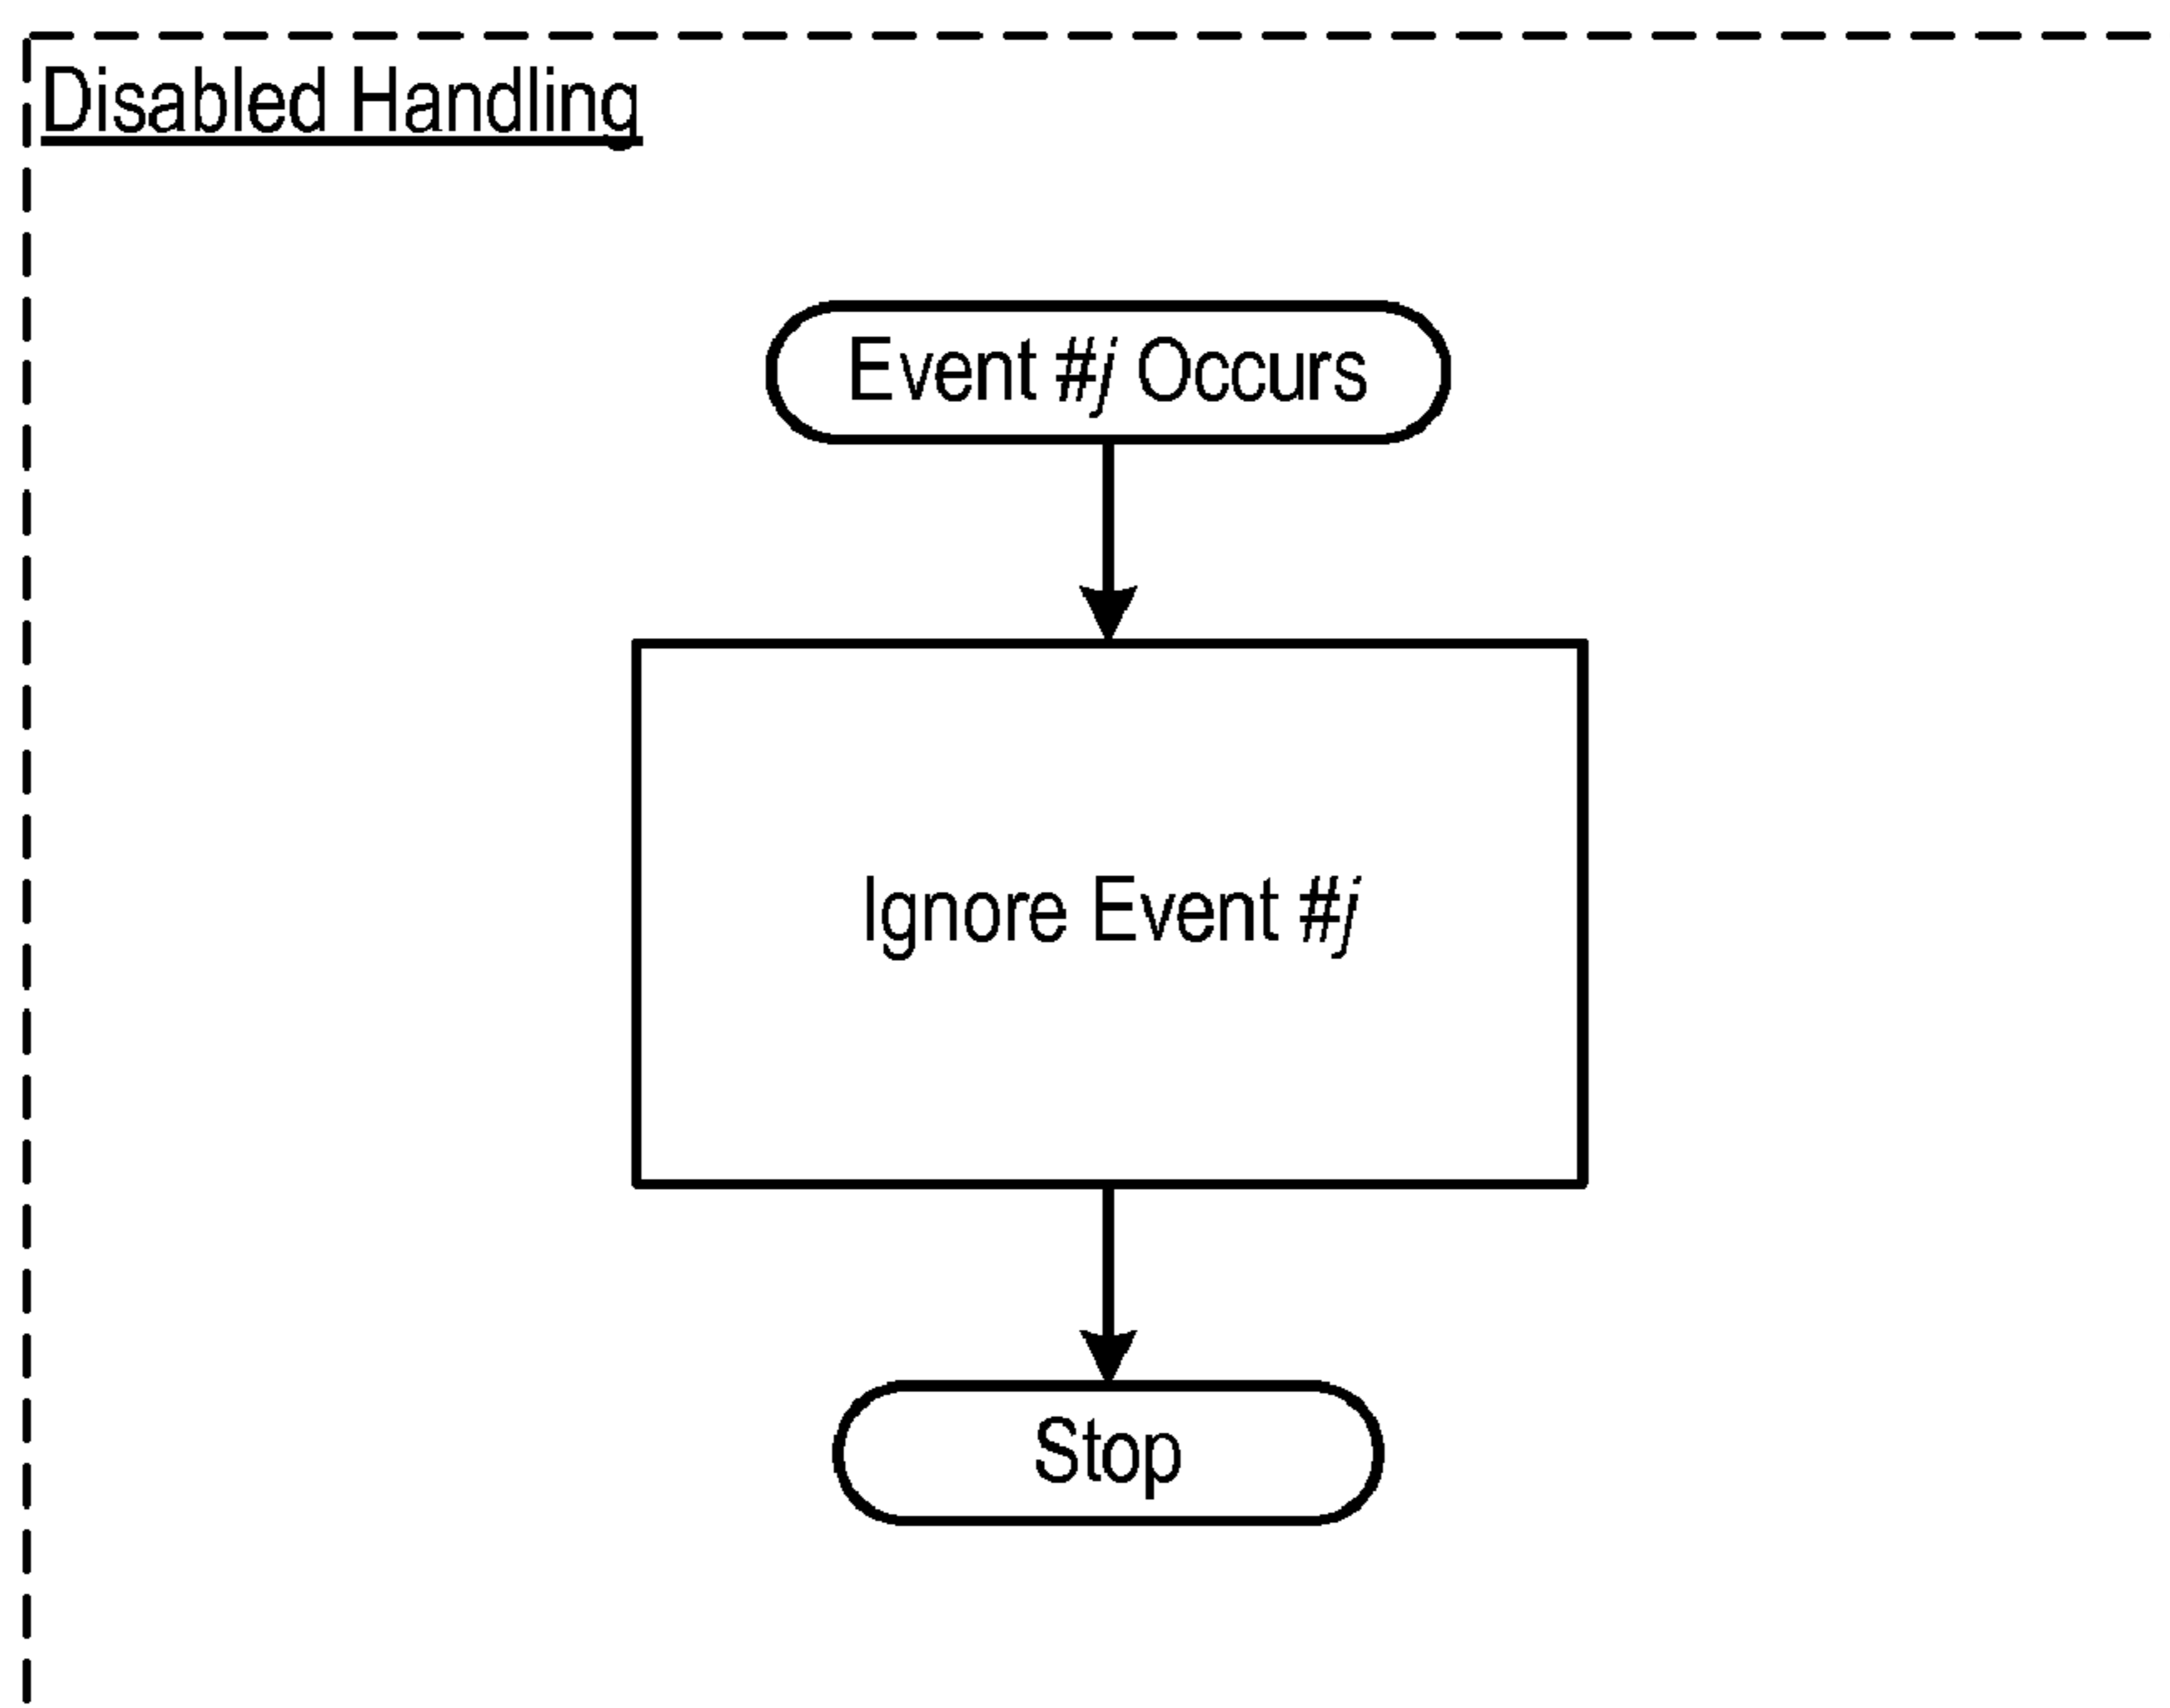 Disabled Handling
Event #j Occurs
Ignore Event #j
Stop